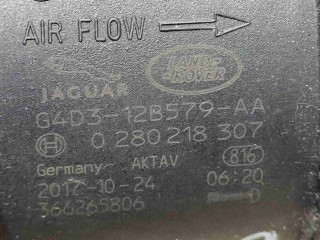 AIR FLOW
JAGUAR
LAND-
ROVER
G4D3-12B579-AA
0 280 218 307
Germany AKTAV 816
2017-10-24 06:20
366265806